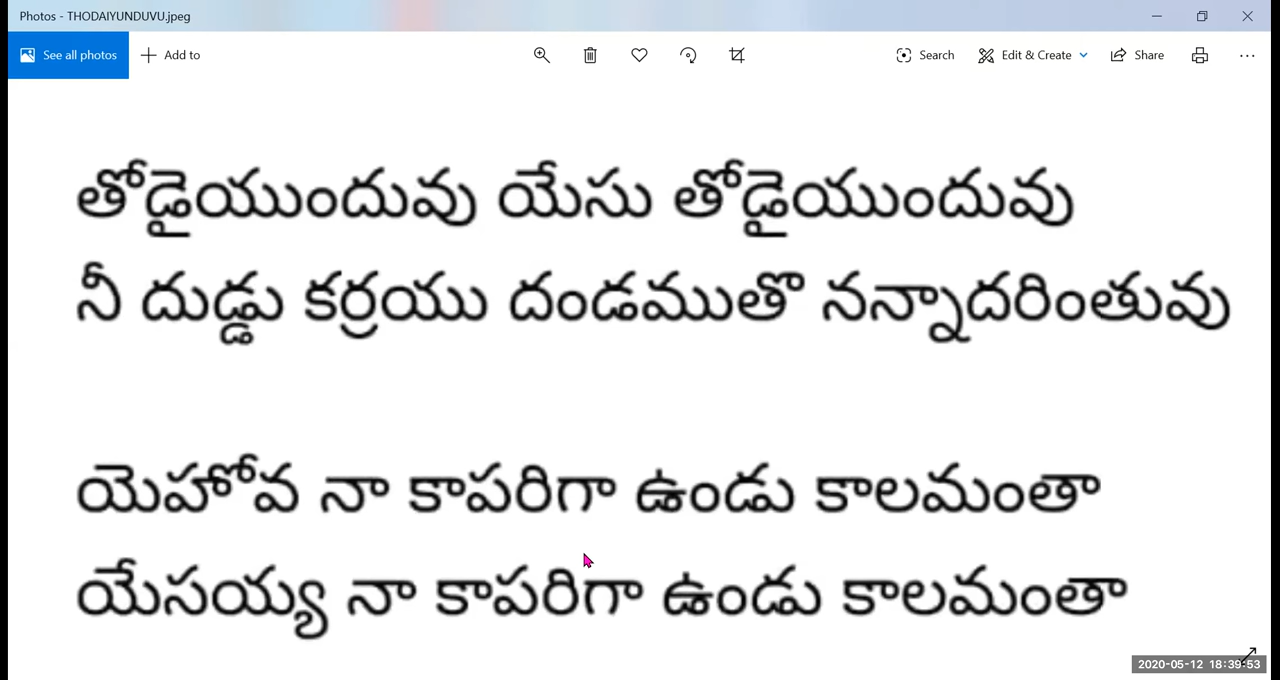 Photos - THODAIYUNDUVU.jpeg
See all photos
Add to
Search
Edit & Create
Share
తోడైయుందువు యేసు తోడైయుందువు
నీ దుడ్డు కర్రయు దండముతొ నన్నాదరింతువు
యెహోవ నా కాపరిగా ఉండు కాలమంతా
యేసయ్య నా కాపరిగా ఉండు కాలమంతా
2020-05-12 18:39:53